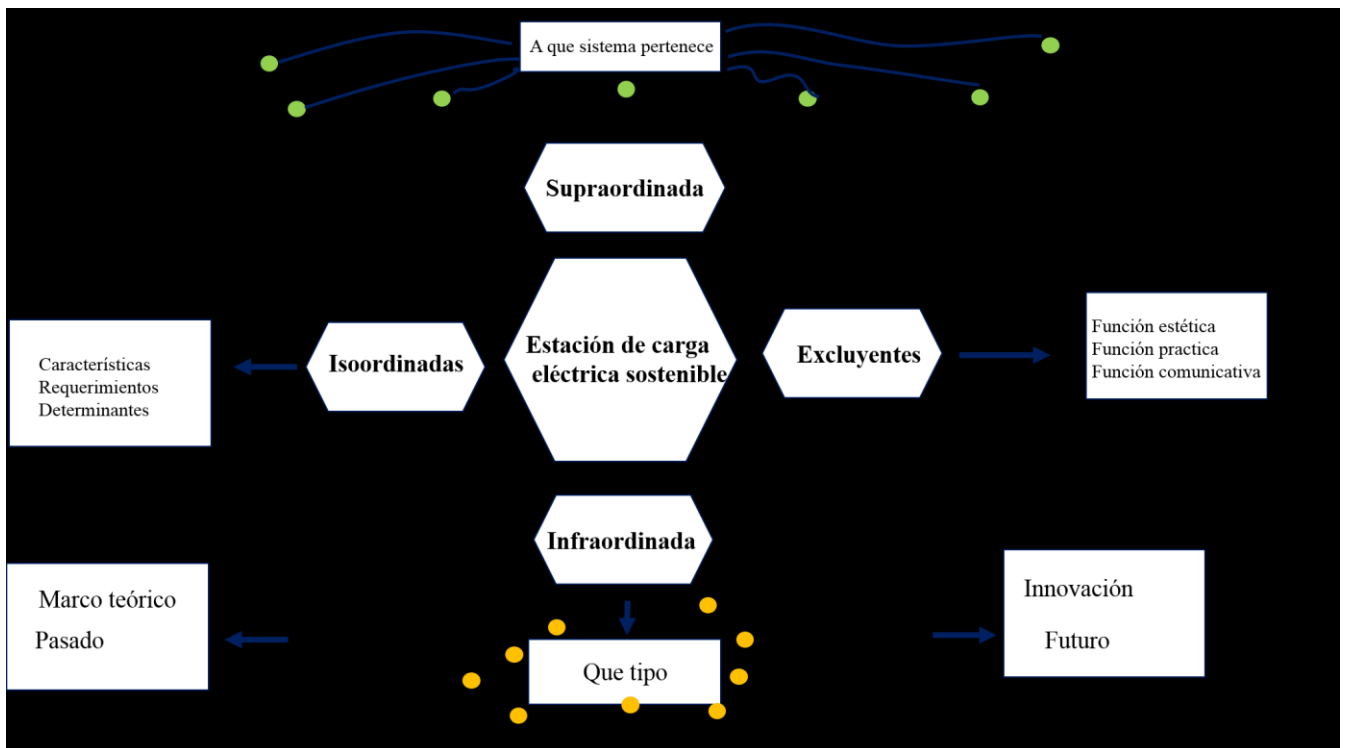 A que sistema pertenece
Supraordinada
Estación de carga
eléctrica sostenible
Isoordinadas
Características
Requerimientos
Determinantes
Excluyentes
Función estética
Función practica
Función comunicativa
Infraordinada
Que tipo
Marco teórico
Pasado
Innovación
Futuro